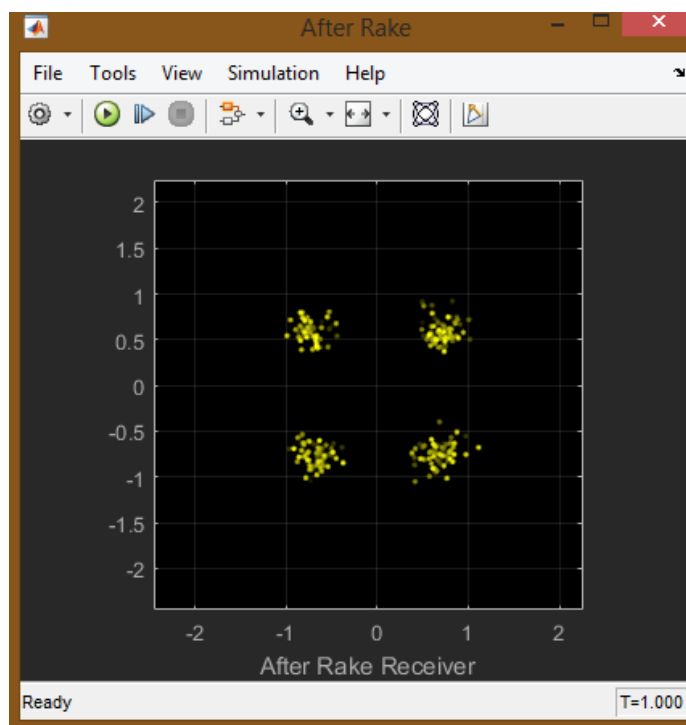 After Rake
File Tools View Simulation Help
2
1.5
1
0.5
0
-0.5
-1
-1.5
-2
-2 -1 0 1 2
After Rake Receiver
Ready T=1.000